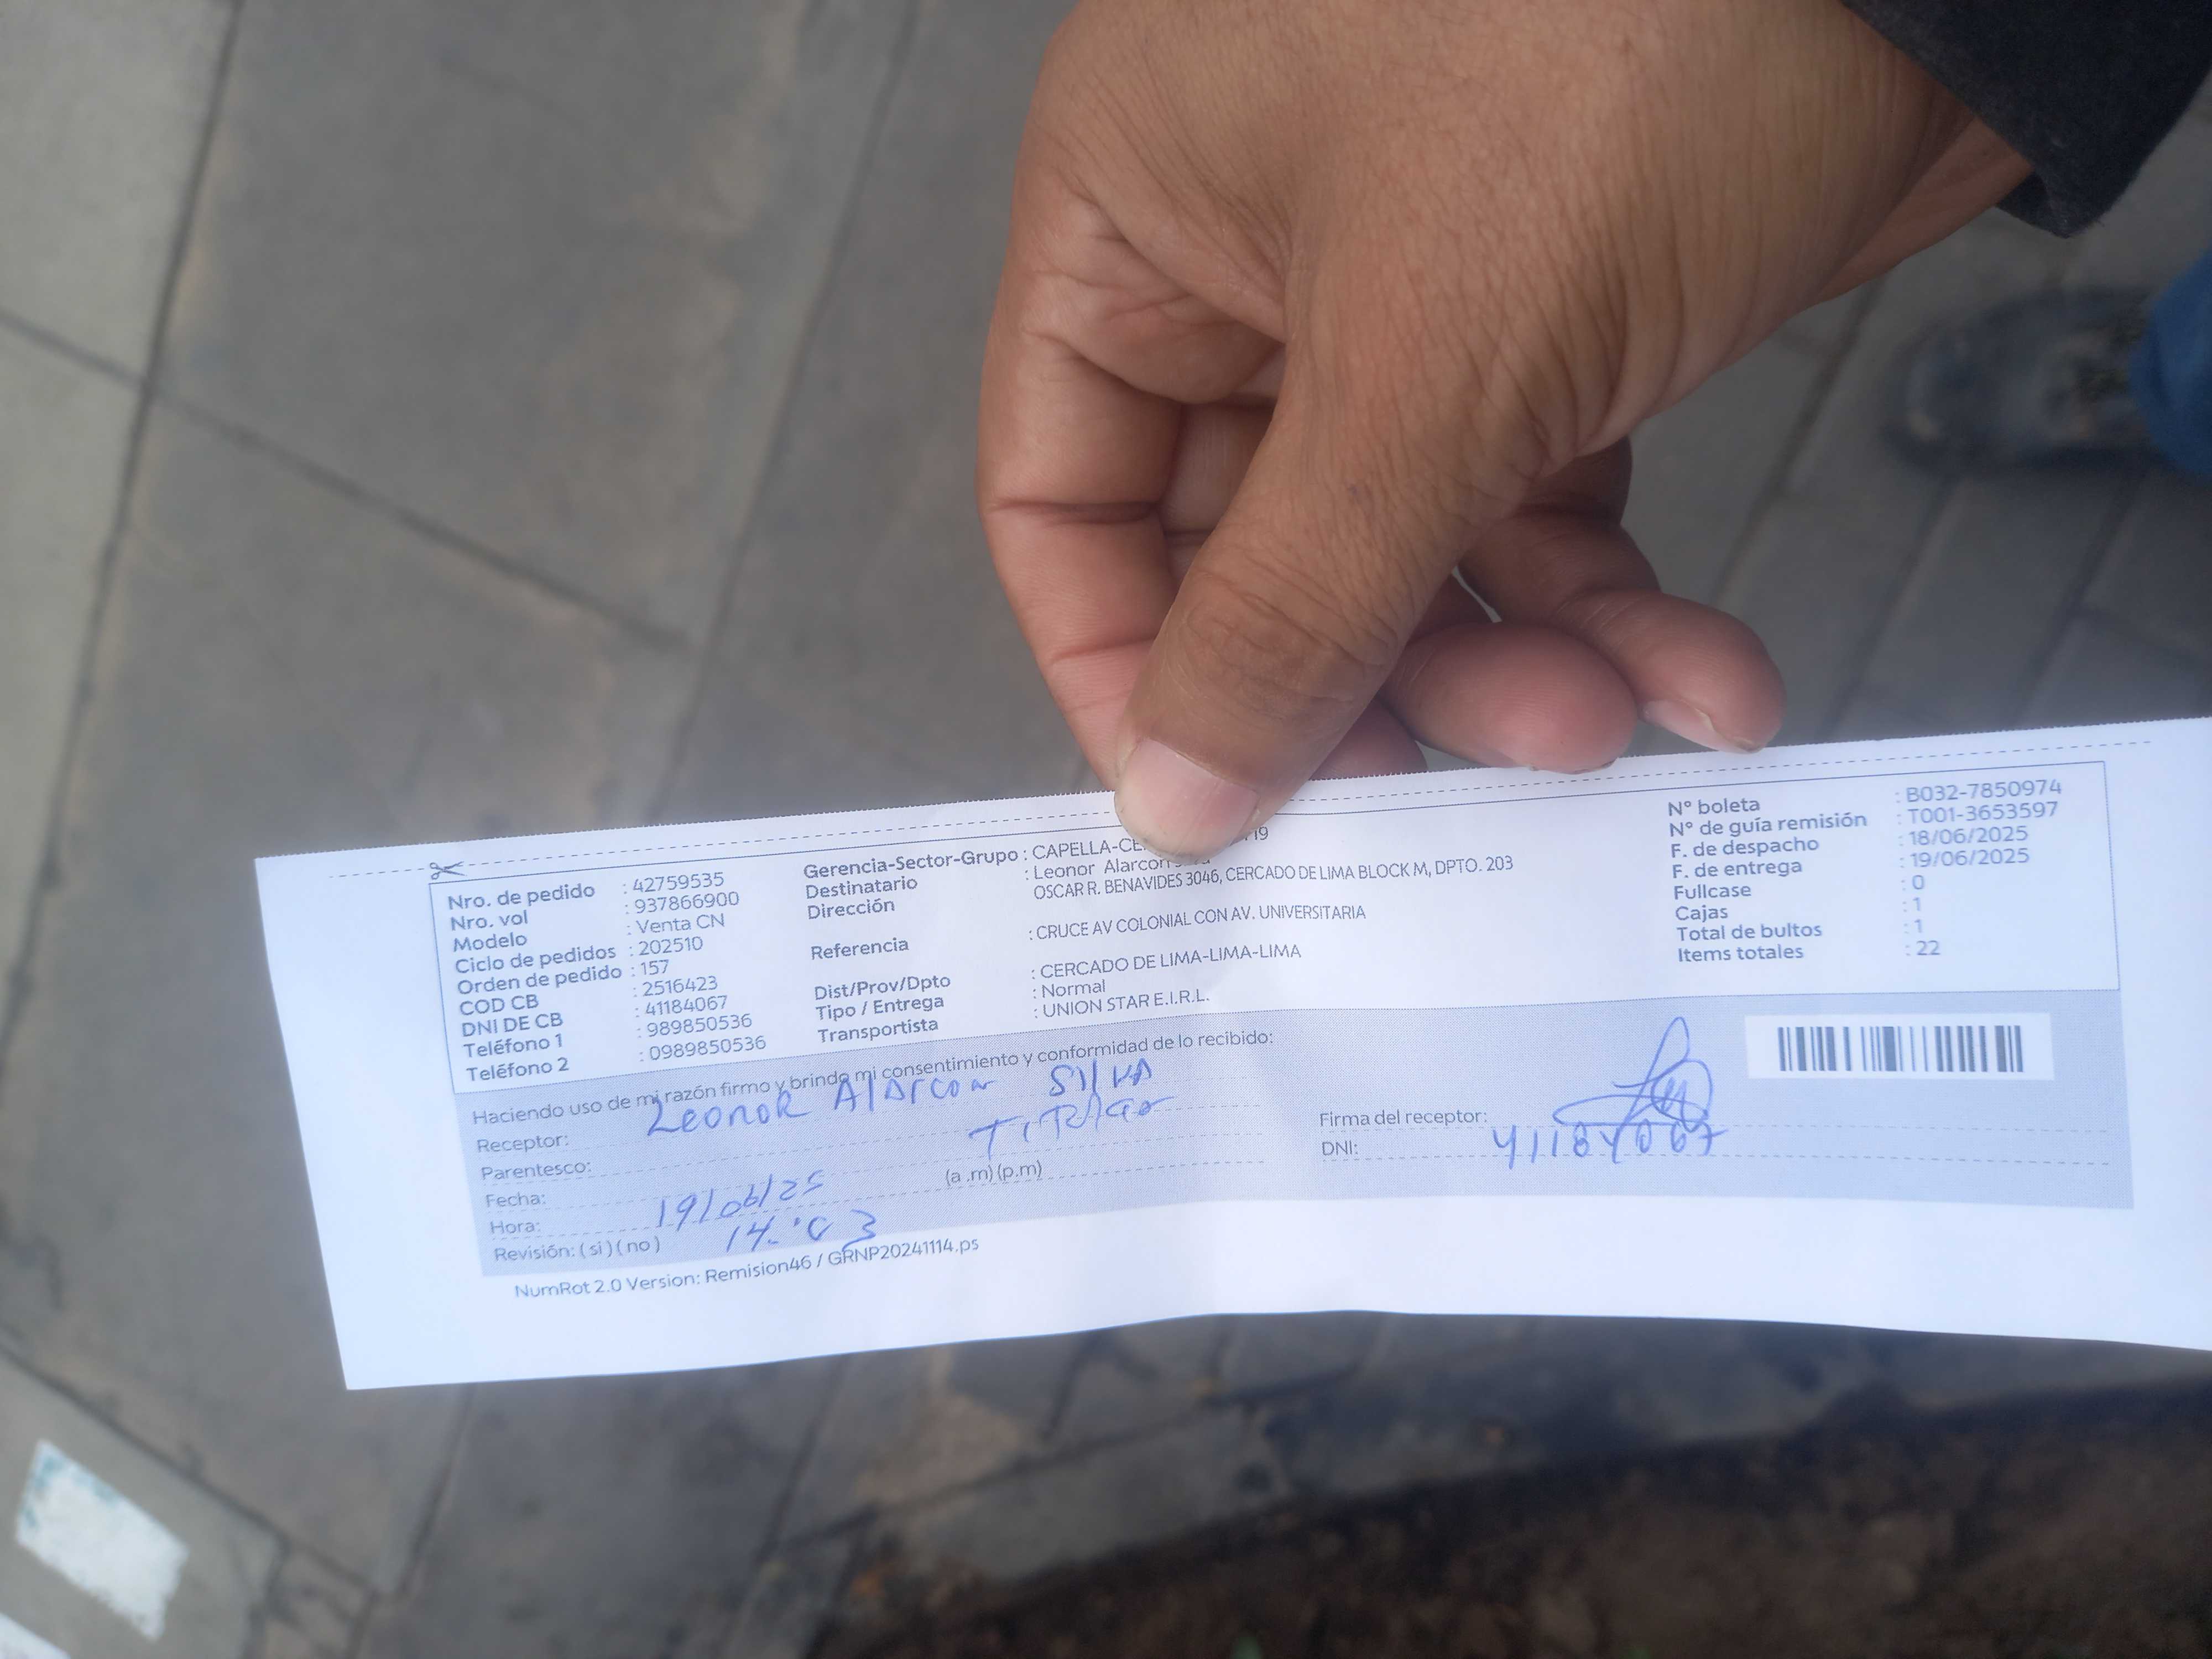 Nro. de pedido : 42759535
Nro. vol : 937866900
Modelo : Venta CN
Ciclo de pedidos : 202510
Orden de pedido : 157
COD CB : 2516423
DNI DE CB : 41184067
Teléfono 1 : 989850536
Teléfono 2 : 0989850536
Gerencia-Sector-Grupo : CAPELLA-CE
Destinatario : Leonor Alarcon
Dirección OSCAR R. BENAVIDES 3046, CERCADO DE LIMA BLOCK M, DPTO. 203
Referencia : CRUCE AV COLONIAL CON AV. UNIVERSITARIA
Dist/Prov/Dpto : CERCADO DE LIMA-LIMA-LIMA
Tipo / Entrega : Normal
Transportista : UNION STAR E.I.R.L.
N° boleta : B032-7850974
N° de guía remisión : T001-3653597
F. de despacho : 18/06/2025
F. de entrega : 19/06/2025
Fullcase : 0
Cajas : 1
Total de bultos : 1
Items totales : 22
Haciendo uso de mi razón firmo y brindo mi consentimiento y conformidad de lo recibido:
Receptor: Leonor Alarcon Silva
Parentesco: Titular
Fecha: 19/06/25 (a .m) (p.m)
Hora: 14:03
Revisión: ( si ) ( no )
Firma del receptor:
DNI: 41184067
NumRot 2.0 Version: Remision46 / GRNP20241114.ps